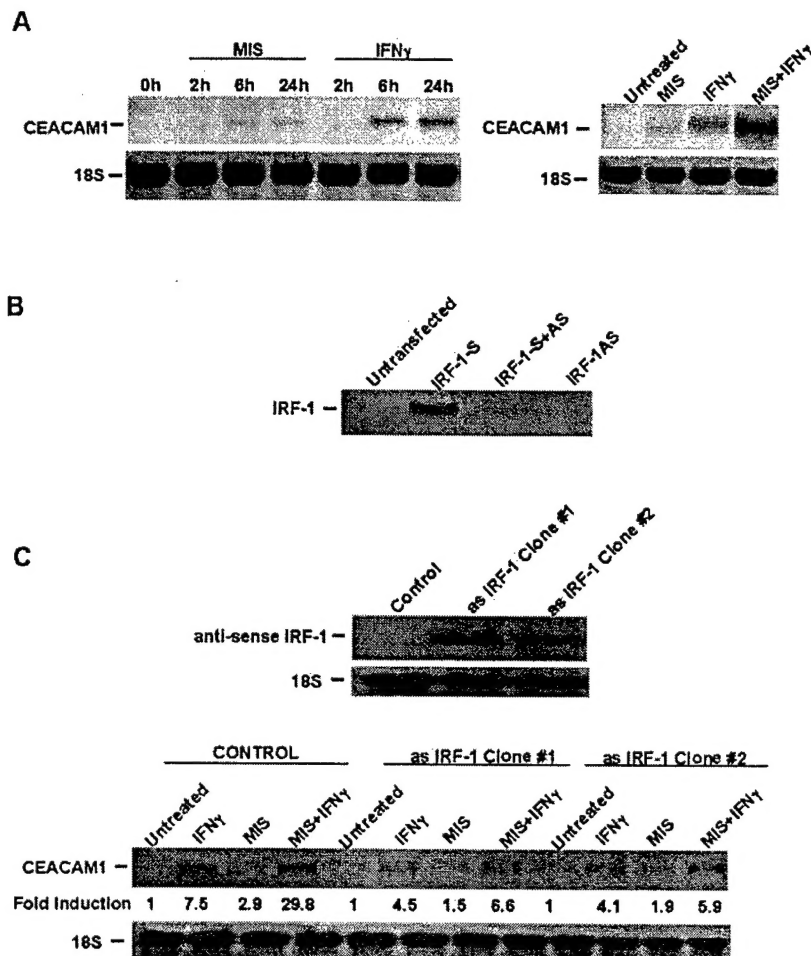 A
MIS IFNγ
0h 2h 6h 24h 2h 6h 24h
CEACAM1
18S
Untreated MIS IFNγ MIS+IFNγ
CEACAM1
18S
B
Untransfected IRF-1-S IRF-1-S+AS IRF-1AS
IRF-1
C
Control as IRF-1 Clone #1 as IRF-1 Clone #2
anti-sense IRF-1
18S
CONTROL as IRF-1 Clone #1 as IRF-1 Clone #2
Untreated IFNγ MIS MIS+IFNγ Untreated IFNγ MIS MIS+IFNγ Untreated IFNγ MIS MIS+IFNγ
CEACAM1
Fold Induction 1 7.5 2.9 29.8 1 4.5 1.5 6.6 1 4.1 1.9 5.9
18S